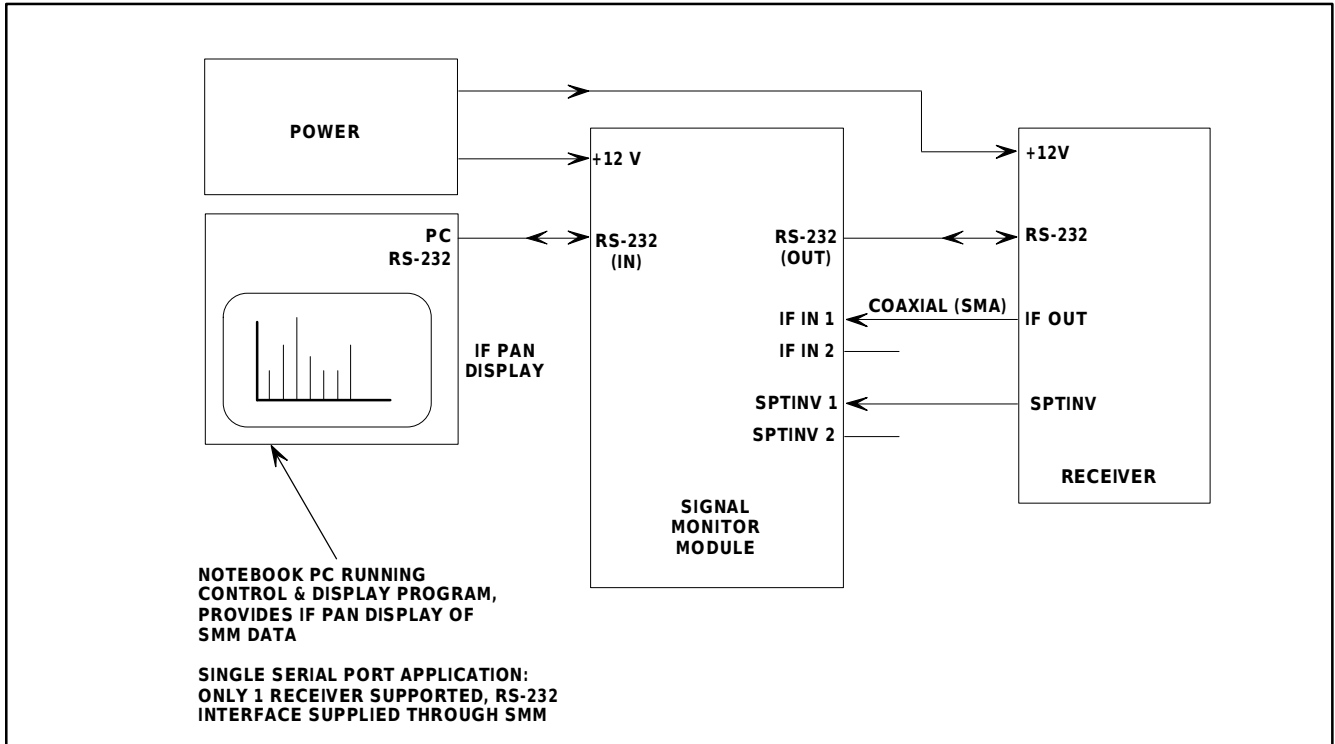 POWER
+12 V
+12V
PC
RS-232
RS-232
(IN)
RS-232
(OUT)
RS-232
COAXIAL (SMA)
IF IN 1
IF OUT
IF IN 2
IF PAN
DISPLAY
SPTINV 1
SPTINV
SPTINV 2
RECEIVER
SIGNAL
MONITOR
MODULE
NOTEBOOK PC RUNNING
CONTROL & DISPLAY PROGRAM,
PROVIDES IF PAN DISPLAY OF
SMM DATA
SINGLE SERIAL PORT APPLICATION:
ONLY 1 RECEIVER SUPPORTED, RS-232
INTERFACE SUPPLIED THROUGH SMM